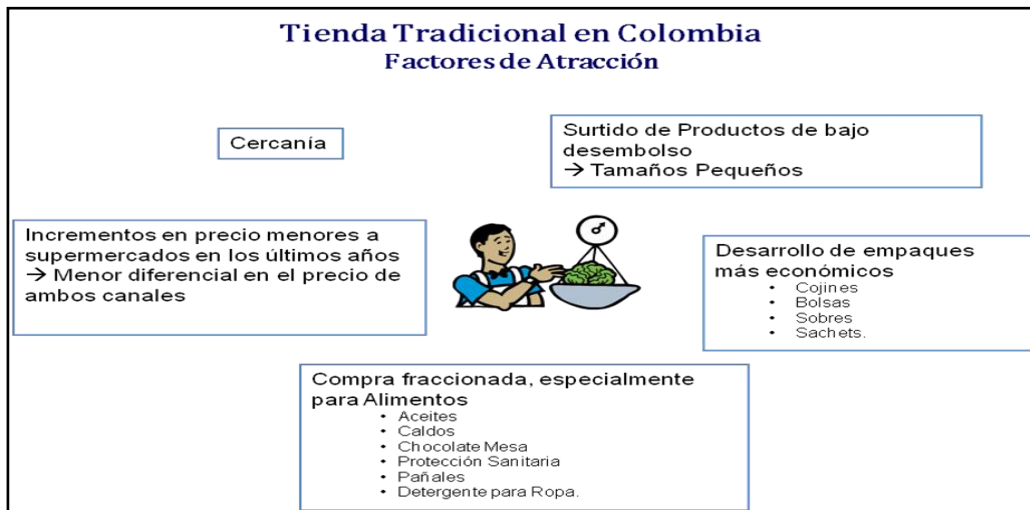 Tienda Tradicional en Colombia
Factores de Atracción
Cercanía
Surtido de Productos de bajo
desembolso
→ Tamaños Pequeños
Incrementos en precio menores a
supermercados en los últimos años
→ Menor diferencial en el precio de
ambos canales
Desarrollo de empaques
más económicos
• Cojines
• Bolsas
• Sobres
• Sachets.
Compra fraccionada, especialmente
para Alimentos
• Aceites
• Caldos
• Chocolate Mesa
• Protección Sanitaria
• Pañales
• Detergente para Ropa.